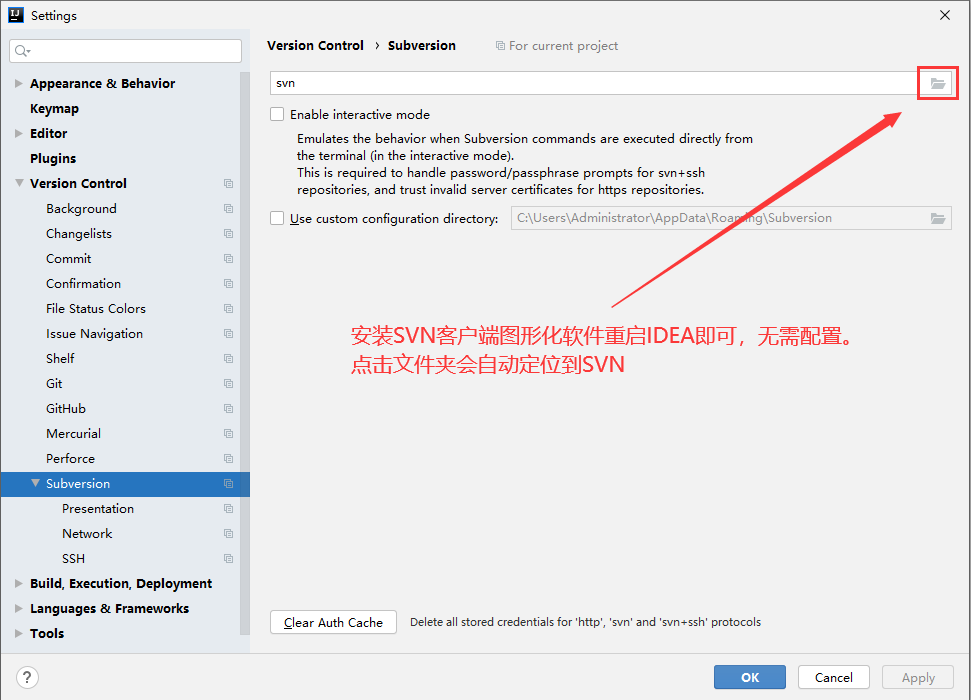 Settings
Version Control › Subversion
For current project
Appearance & Behavior
Keymap
Editor
Plugins
Version Control
Background
Changelists
Commit
Confirmation
File Status Colors
Issue Navigation
Shelf
Git
GitHub
Mercurial
Perforce
Subversion
Presentation
Network
SSH
Build, Execution, Deployment
Languages & Frameworks
Tools
svn
Enable interactive mode
Emulates the behavior when Subversion commands are executed directly from
the terminal (in the interactive mode).
This is required to handle password/passphrase prompts for svn+ssh
repositories, and trust invalid server certificates for https repositories.
Use custom configuration directory:
C:\Users\Administrator\AppData\Roaming\Subversion
安装SVN客户端图形化软件重启IDEA即可，无需配置。
点击文件夹会自动定位到SVN
Clear Auth Cache
Delete all stored credentials for 'http', 'svn' and 'svn+ssh' protocols
?
OK
Cancel
Apply